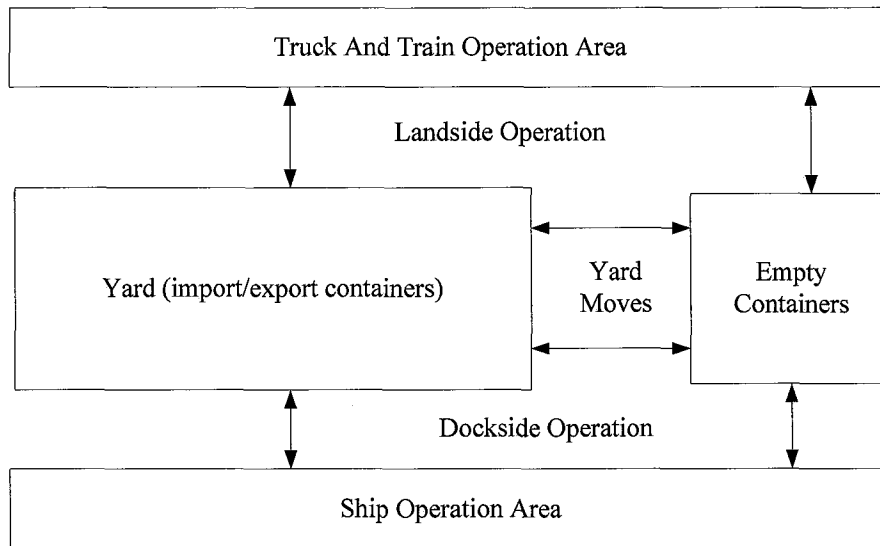 Truck And Train Operation Area
Landside Operation
Yard (import/export containers)
Yard
Moves
Empty
Containers
Dockside Operation
Ship Operation Area